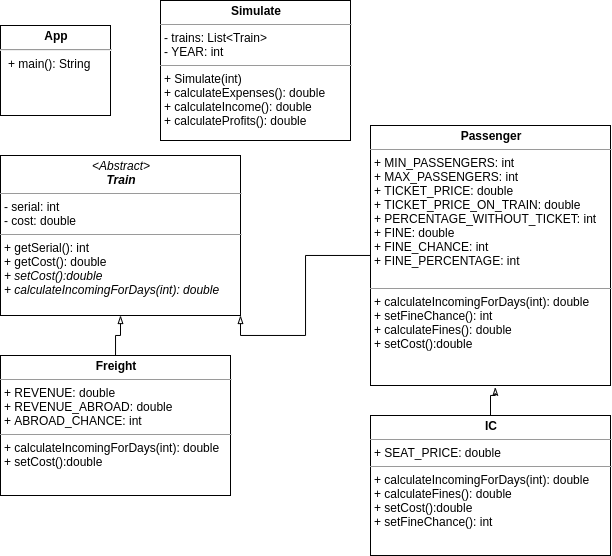 App
+ main(): String
Simulate
- trains: List<Train>
- YEAR: int
+ Simulate(int)
+ calculateExpenses(): double
+ calculateIncome(): double
+ calculateProfits(): double
<Abstract>
Train
- serial: int
- cost: double
+ getSerial(): int
+ getCost(): double
+ setCost():double
+ calculateIncomingForDays(int): double
Passenger
+ MIN_PASSENGERS: int
+ MAX_PASSENGERS: int
+ TICKET_PRICE: double
+ TICKET_PRICE_ON_TRAIN: double
+ PERCENTAGE_WITHOUT_TICKET: int
+ FINE: double
+ FINE_CHANCE: int
+ FINE_PERCENTAGE: int
+ calculateIncomingForDays(int): double
+ setFineChance(): int
+ calculateFines(): double
+ setCost():double
Freight
+ REVENUE: double
+ REVENUE_ABROAD: double
+ ABROAD_CHANCE: int
+ calculateIncomingForDays(int): double
+ setCost():double
IC
+ SEAT_PRICE: double
+ calculateIncomingForDays(int): double
+ calculateFines(): double
+ setCost():double
+ setFineChance(): int